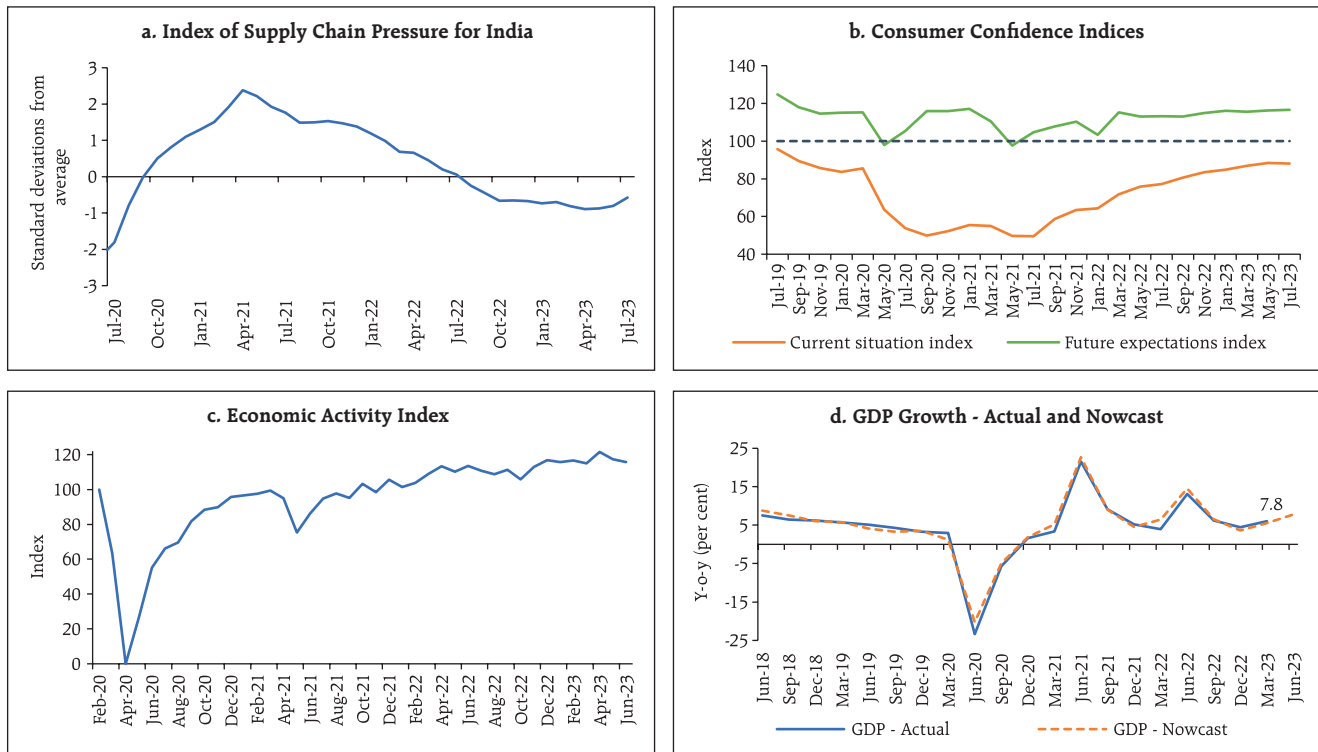 a. Index of Supply Chain Pressure for India
Standard deviations from
average
3
2
1
0
-1
-2
-3
Jul-20
Oct-20
Jan-21
Apr-21
Jul-21
Oct-21
Jan-22
Apr-22
Jul-22
Oct-22
Jan-23
Apr-23
Jul-23
b. Consumer Confidence Indices
Index
140
120
100
80
60
40
Jul-19
Sep-19
Nov-19
Jan-20
Mar-20
May-20
Jul-20
Sep-20
Nov-20
Jan-21
Mar-21
May-21
Jul-21
Sep-21
Nov-21
Jan-22
Mar-22
May-22
Jul-22
Sep-22
Nov-22
Jan-23
Mar-23
May-23
Jul-23
Current situation index
Future expectations index
c. Economic Activity Index
Index
120
100
80
60
40
20
0
Feb-20
Apr-20
Jun-20
Aug-20
Oct-20
Dec-20
Feb-21
Apr-21
Jun-21
Aug-21
Oct-21
Dec-21
Feb-22
Apr-22
Jun-22
Aug-22
Oct-22
Dec-22
Feb-23
Apr-23
Jun-23
d. GDP Growth - Actual and Nowcast
Y-o-y (per cent)
25
15
5
-5
-15
-25
7.8
Jun-18
Sep-18
Dec-18
Mar-19
Jun-19
Sep-19
Dec-19
Mar-20
Jun-20
Sep-20
Dec-20
Mar-21
Jun-21
Sep-21
Dec-21
Mar-22
Jun-22
Sep-22
Dec-22
Mar-23
Jun-23
GDP - Actual
GDP - Nowcast